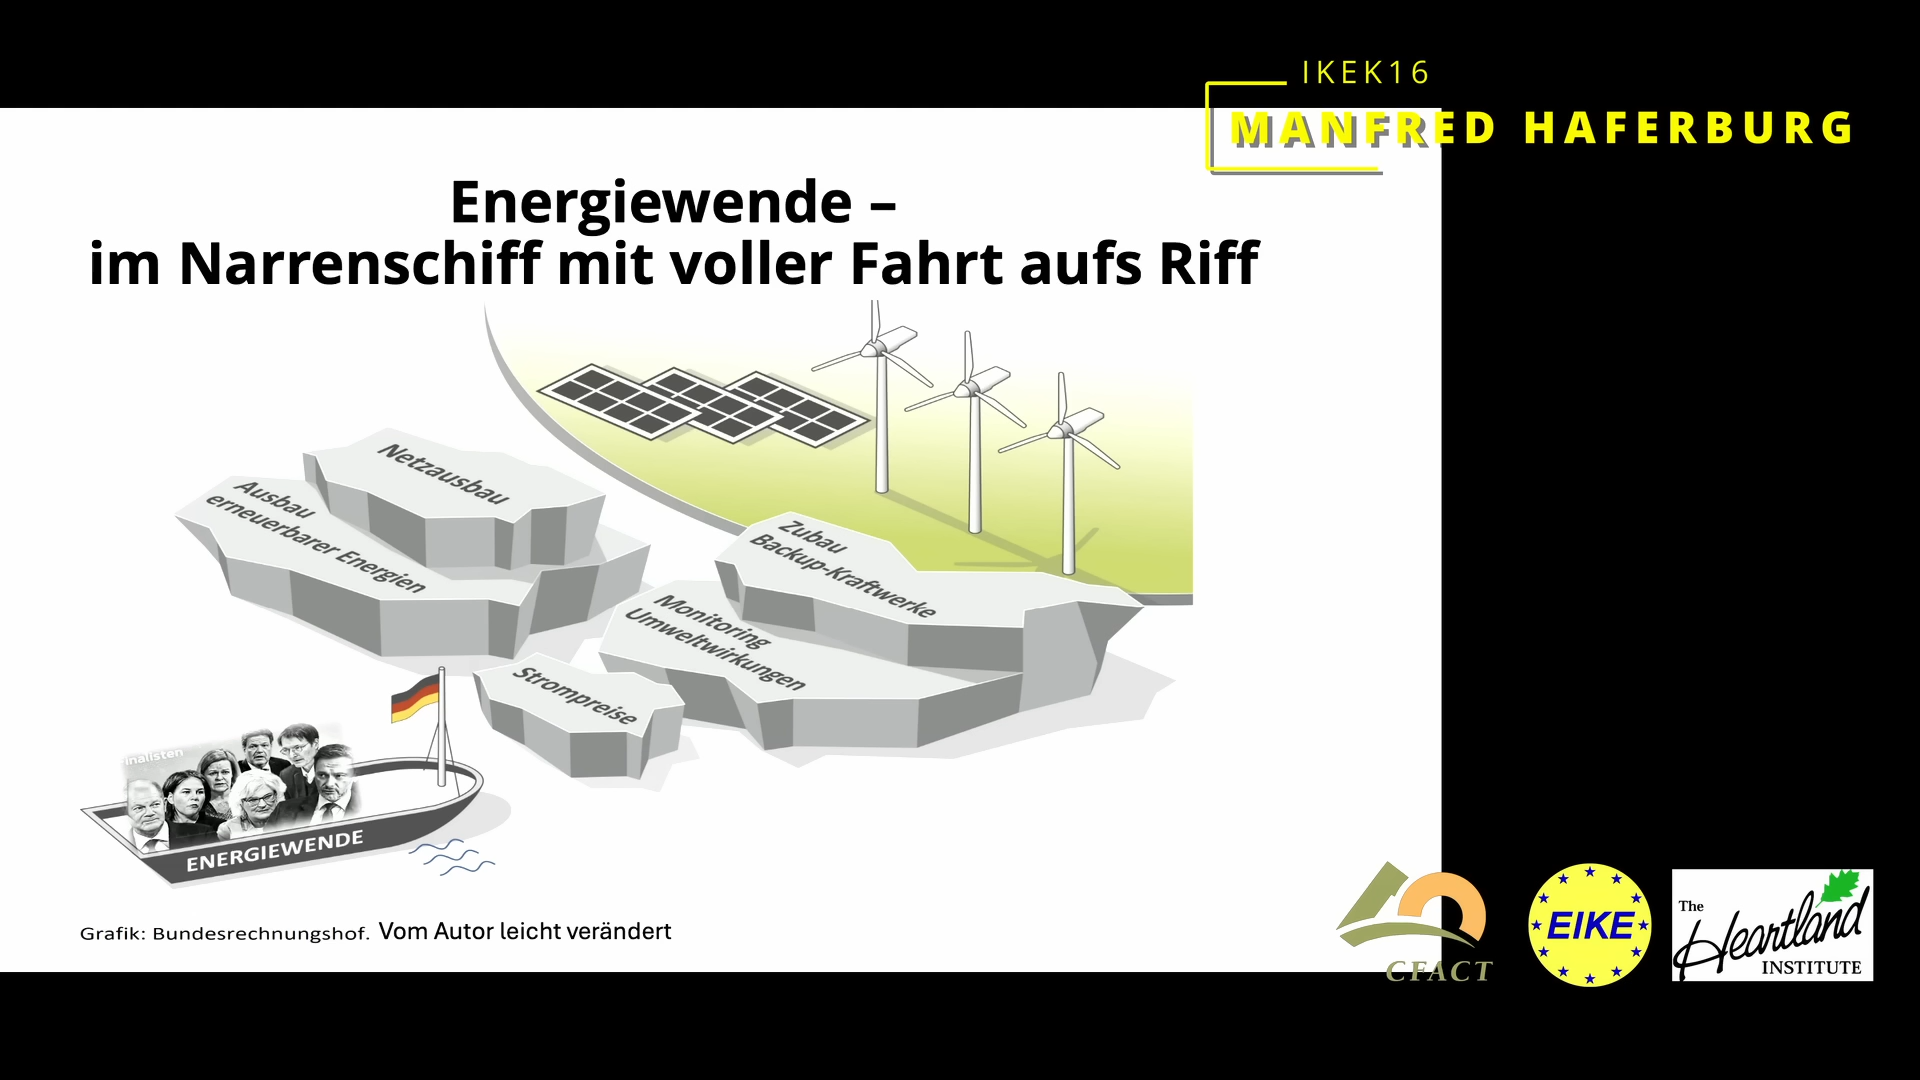 IKEK16
MANFRED HAFERBURG
Energiewende –
im Narrenschiff mit voller Fahrt aufs Riff
Netzausbau
Ausbau
erneuerbarer Energien
Zubau
Backup-Kraftwerke
Monitoring
Umweltwirkungen
Strompreise
ENERGIEWENDE
Grafik: Bundesrechnungshof. Vom Autor leicht verändert
CFACT
EIKE
The
Heartland
INSTITUTE